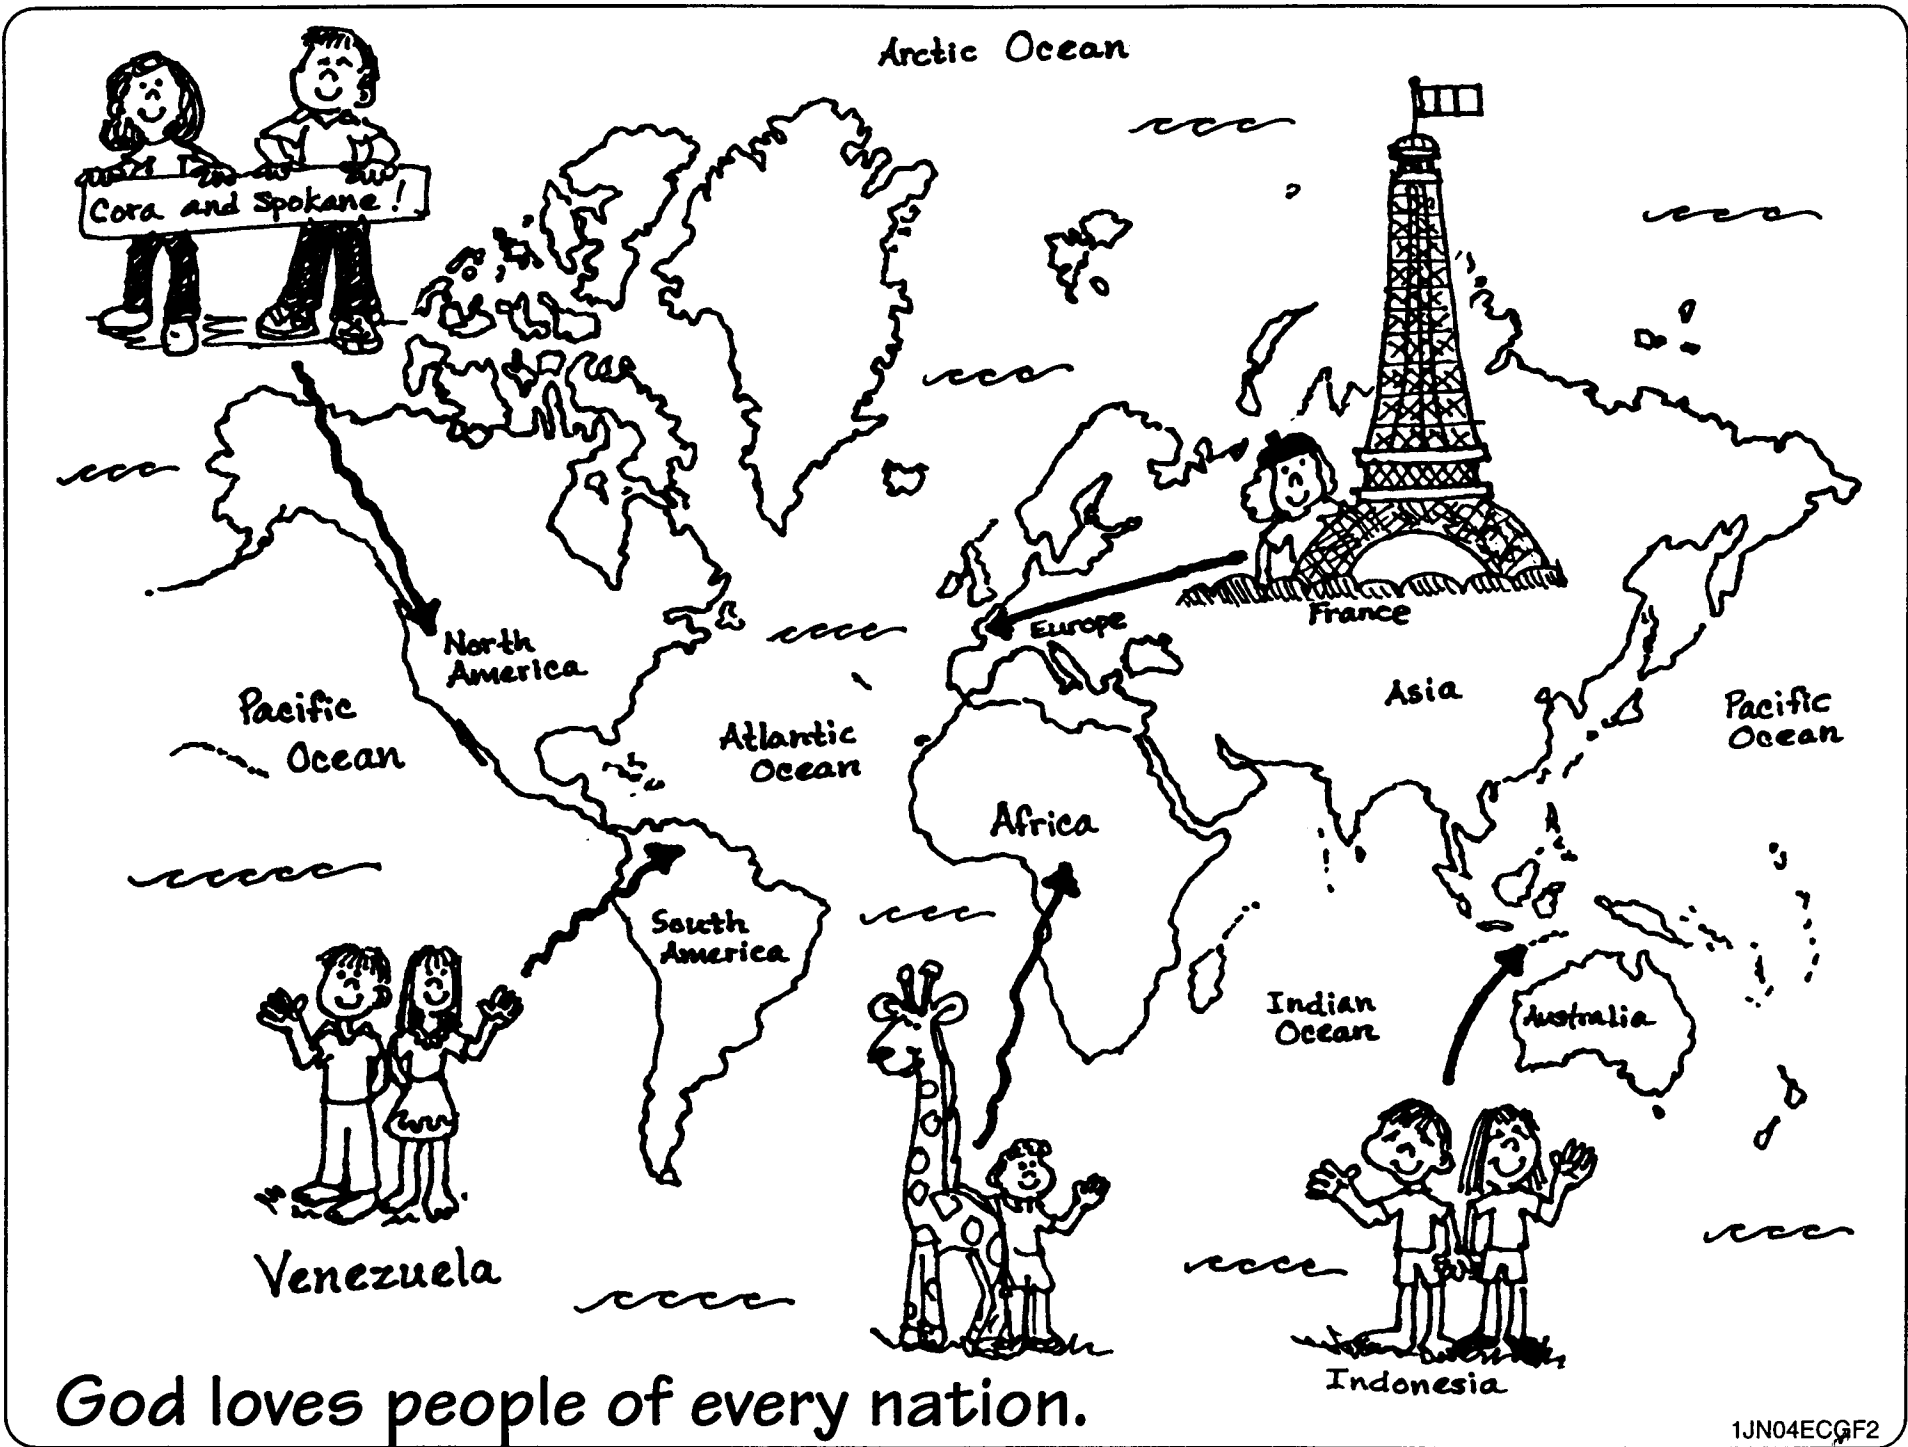 Arctic Ocean
Cora and Spokane!
North
America
Europe
France
Asia
Pacific
Ocean
Atlantic
Ocean
Pacific
Ocean
Africa
South
America
Indian
Ocean
Australia
Venezuela
Indonesia
God loves people of every nation.
1JN04ECGF2